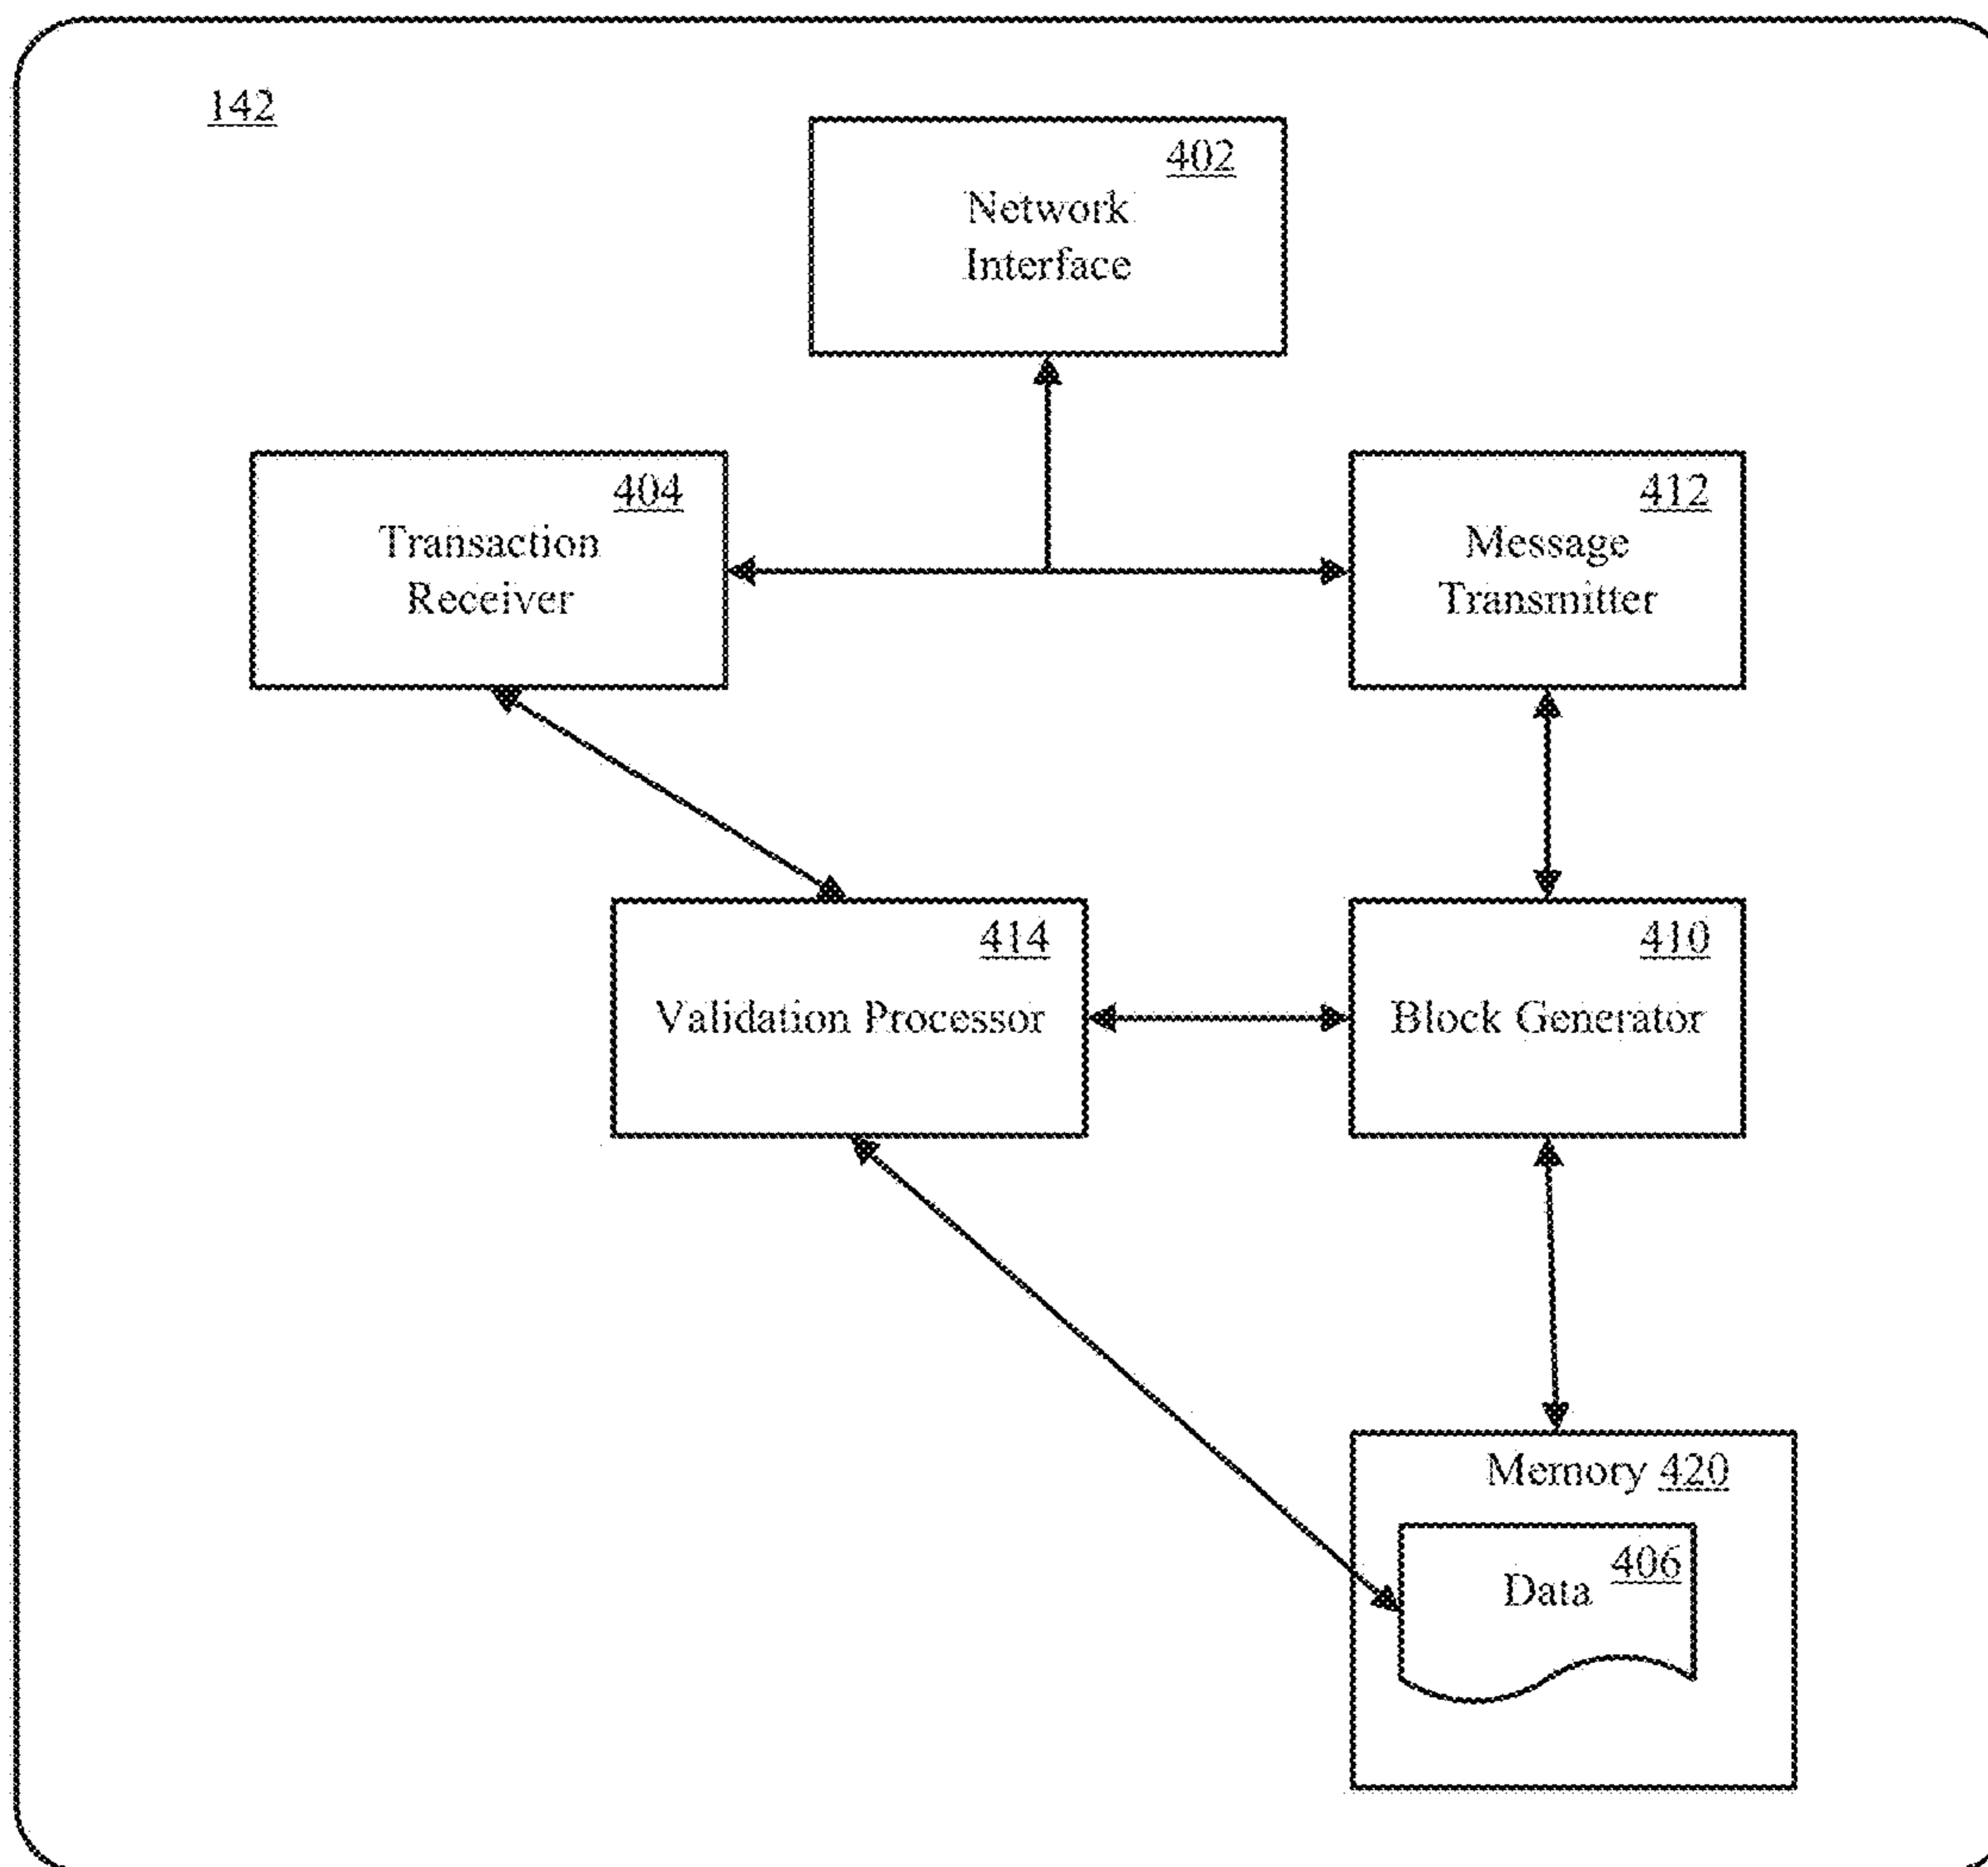 142
402
Network
Interface
404
Transaction
Receiver
412
Message
Transmitter
414
Validation Processor
410
Block Generator
Memory 420
406
Data